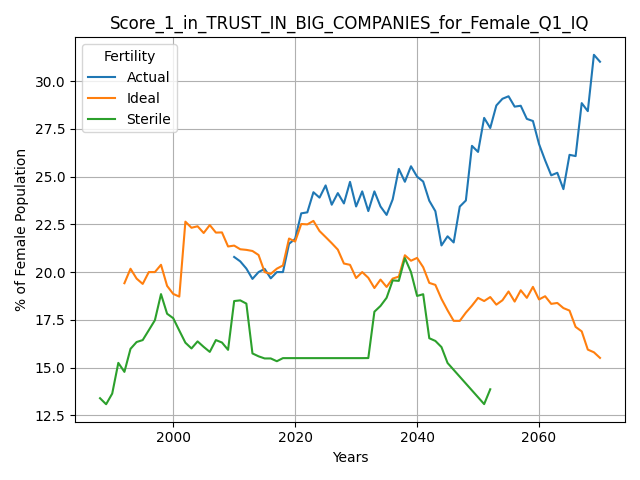 Score_1_in_TRUST_IN_BIG_COMPANIES_for_Female_Q1_IQ
Fertility
Actual
Ideal
Sterile
% of Female Population
30.0
27.5
25.0
22.5
20.0
17.5
15.0
12.5
2000
2020
2040
2060
Years